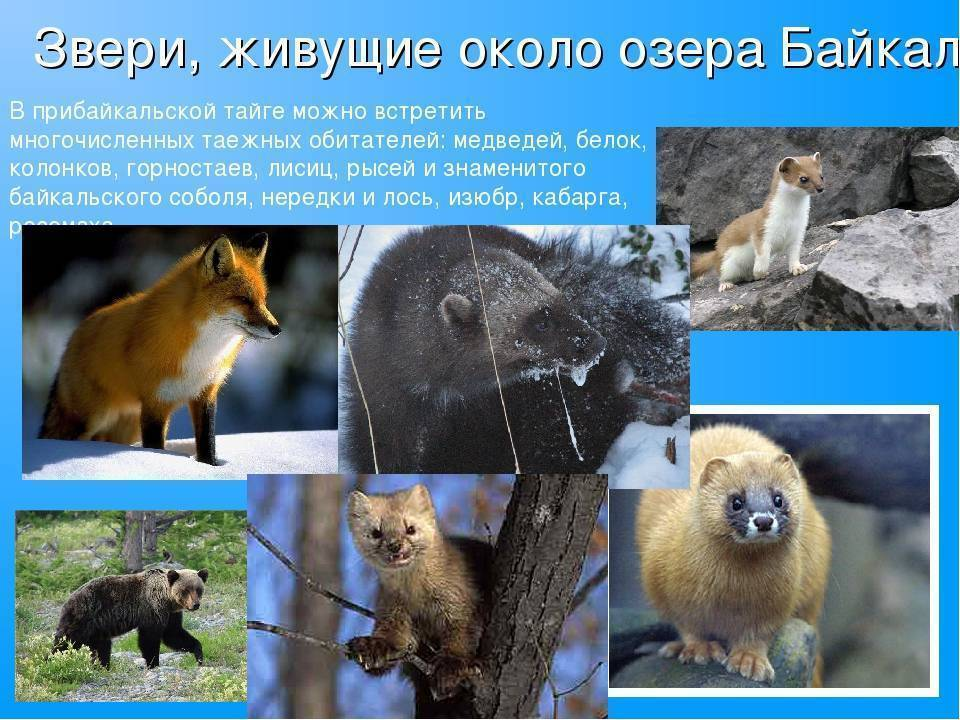 Звери, живущие около озера Байкал
В прибайкальской тайге можно встретить
многочисленных таежных обитателей: медведей, белок,
колонков, горностаев, лисиц, рысей и знаменитого
байкальского соболя, нередки и лось, изюбр, кабарга,